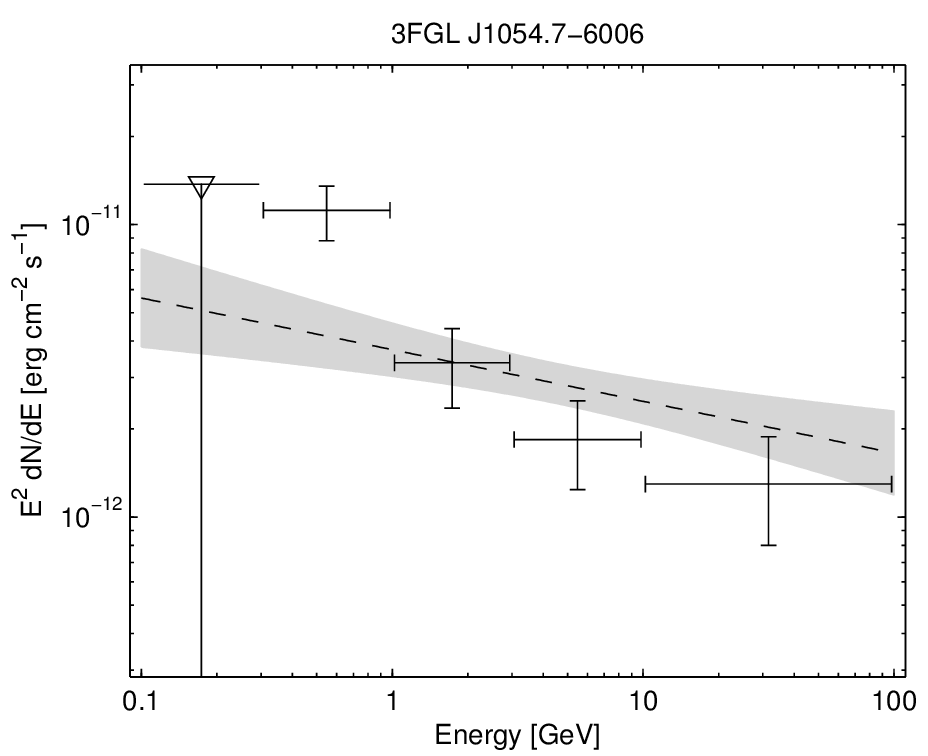 3FGL J1054.7−6006
E² dN/dE [erg cm⁻² s⁻¹]
10⁻¹¹
10⁻¹²
0.1 1 10 100
Energy [GeV]